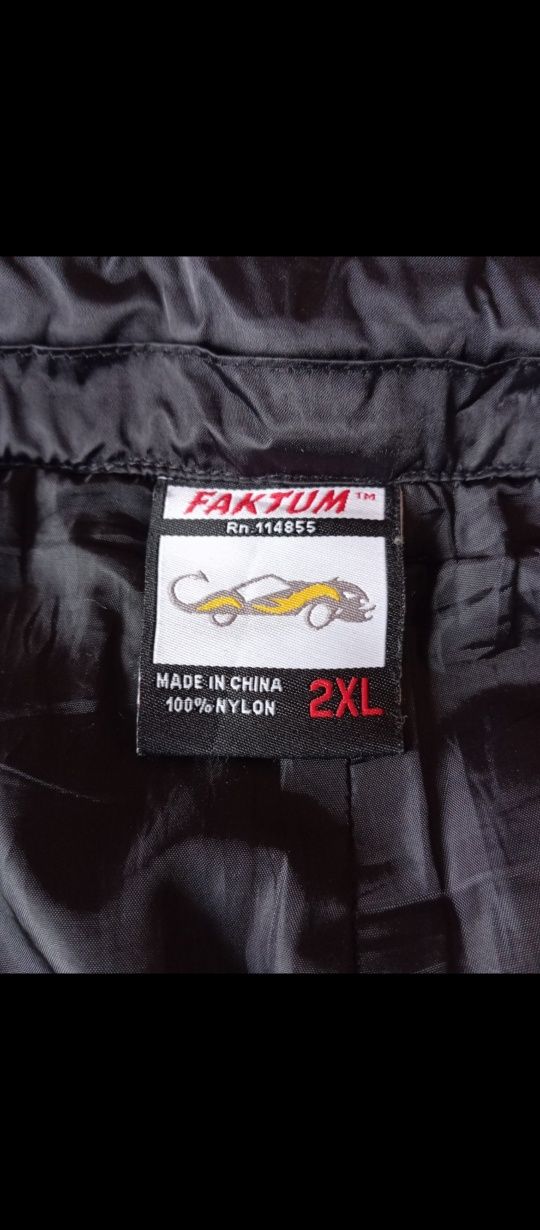 FAKTUM™
Rn 114855
MADE IN CHINA
100% NYLON
2XL